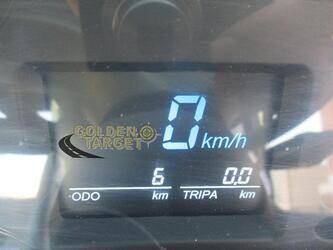 0 km/h
GOLDEN
TARGET
6 0.0
ODO km TRIPA km